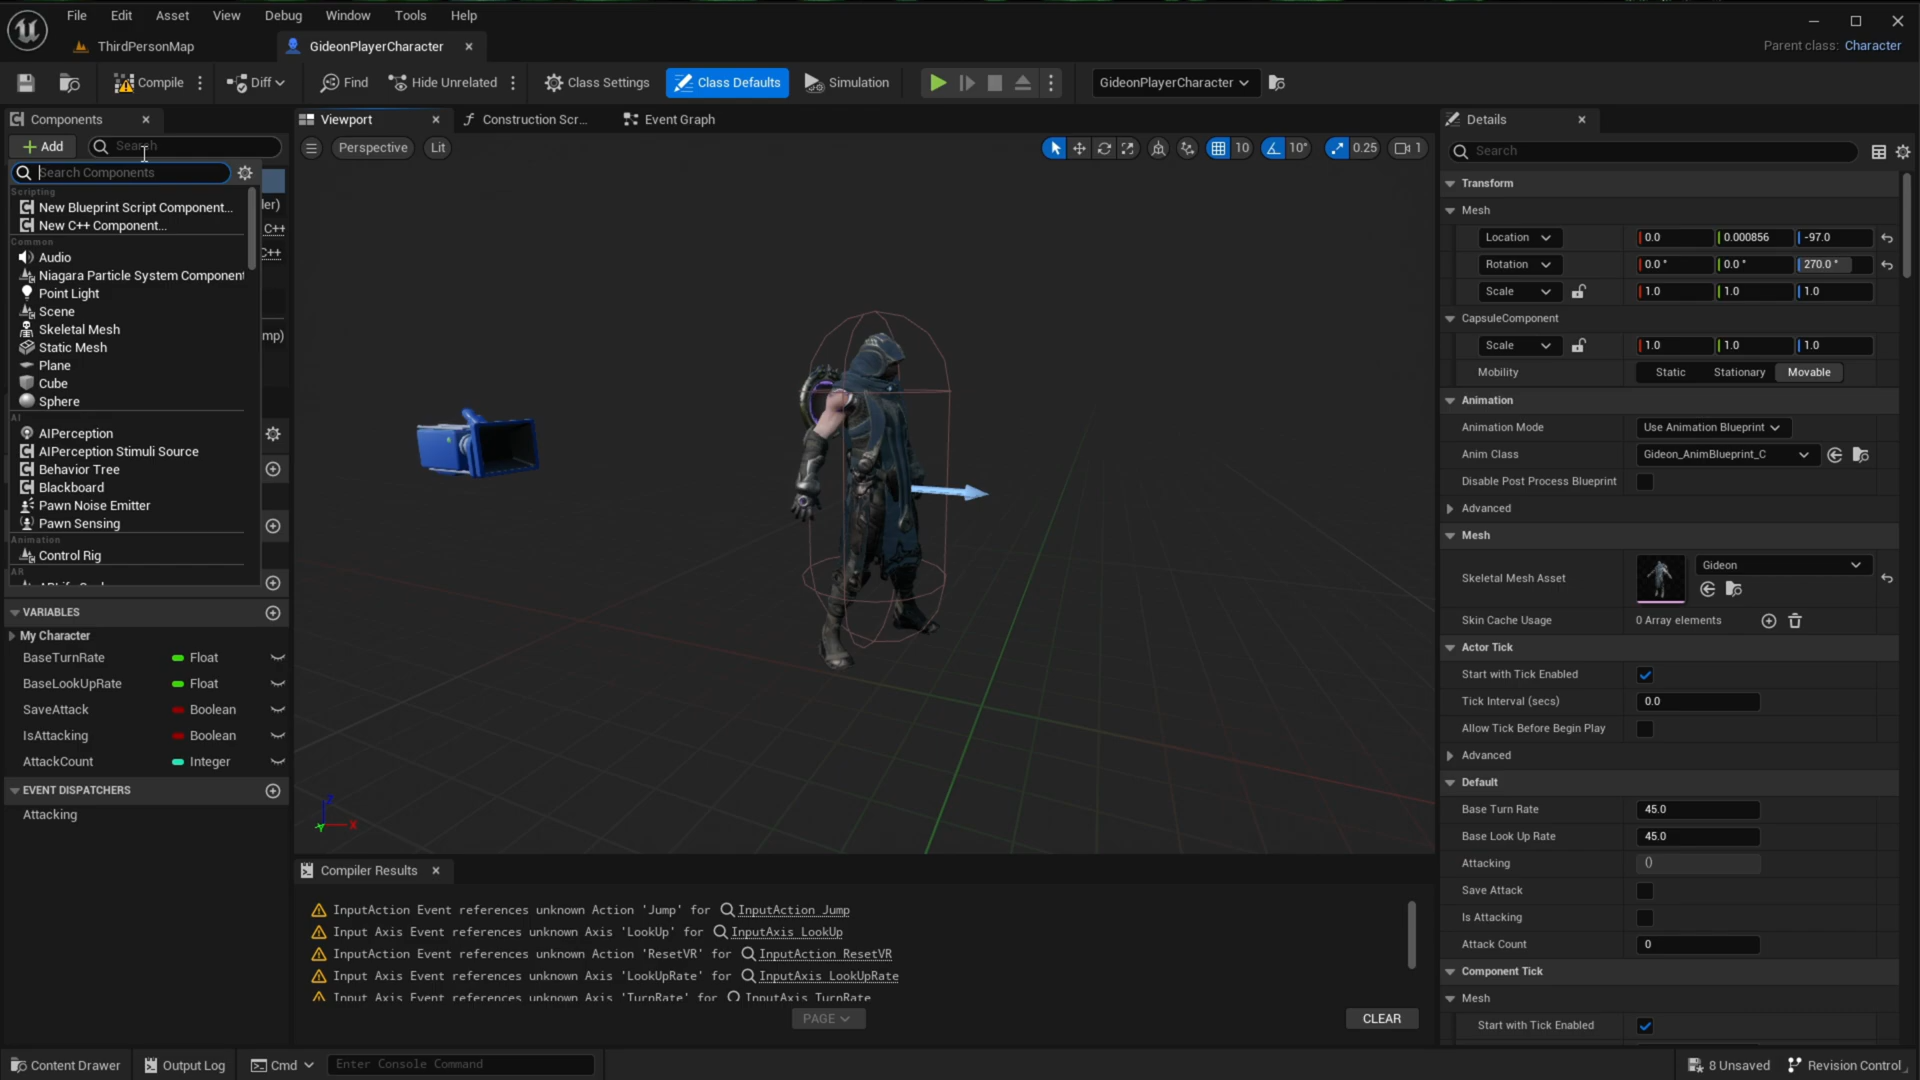 File Edit Asset View Debug Window Tools Help
ThirdPersonMap GideonPlayerCharacter Parent class: Character
Compile Diff Find Hide Unrelated Class Settings Class Defaults Simulation GideonPlayerCharacter
Components Viewport Construction Scr... Event Graph Details
Add Search Perspective Lit 10 10° 0.25 1 Search
Search Components
Scripting
New Blueprint Script Component... ler)
New C++ Component... C++
Common
Audio C++
Niagara Particle System Component
Point Light
Scene
Skeletal Mesh mp)
Static Mesh
Plane
Cube
Sphere
AI
AIPerception
AIPerception Stimuli Source
Behavior Tree
Blackboard
Pawn Noise Emitter
Pawn Sensing
Animation
Control Rig
AR
VARIABLES
My Character
BaseTurnRate Float
BaseLookUpRate Float
SaveAttack Boolean
IsAttacking Boolean
AttackCount Integer
EVENT DISPATCHERS
Attacking
Z
Y X
Compiler Results
InputAction Event references unknown Action 'Jump' for InputAction Jump
Input Axis Event references unknown Axis 'LookUp' for InputAxis LookUp
InputAction Event references unknown Action 'ResetVR' for InputAction ResetVR
Input Axis Event references unknown Axis 'LookUpRate' for InputAxis LookUpRate
Input Axis Event references unknown Axis 'TurnRate' for InputAxis TurnRate
PAGE CLEAR
Transform
Mesh
Location 0.0 0.000856 -97.0
Rotation 0.0 ° 0.0 ° 270.0 °
Scale 1.0 1.0 1.0
CapsuleComponent
Scale 1.0 1.0 1.0
Mobility Static Stationary Movable
Animation
Animation Mode Use Animation Blueprint
Anim Class Gideon_AnimBlueprint_C
Disable Post Process Blueprint
Advanced
Mesh
Skeletal Mesh Asset Gideon
Skin Cache Usage 0 Array elements
Actor Tick
Start with Tick Enabled
Tick Interval (secs) 0.0
Allow Tick Before Begin Play
Advanced
Default
Base Turn Rate 45.0
Base Look Up Rate 45.0
Attacking ()
Save Attack
Is Attacking
Attack Count 0
Component Tick
Mesh
Start with Tick Enabled
Content Drawer Output Log Cmd Enter Console Command 8 Unsaved Revision Control